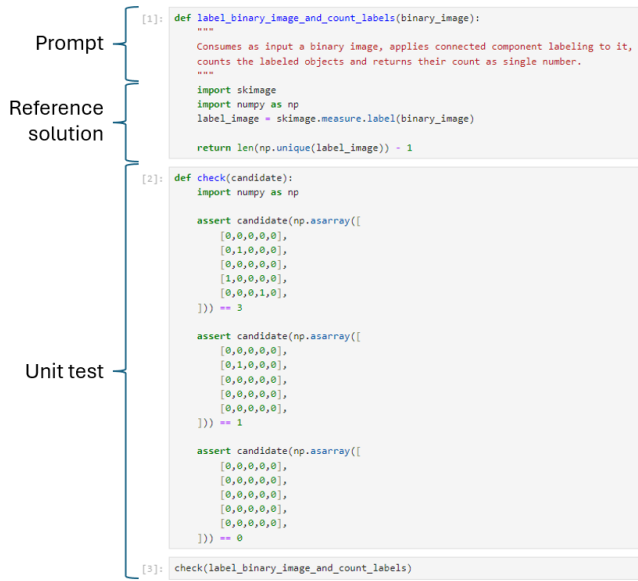 Prompt
Reference
solution
Unit test
[1]: def label_binary_image_and_count_labels(binary_image):
"""
Consumes as input a binary image, applies connected component labeling to it,
counts the labeled objects and returns their count as single number.
"""
import skimage
import numpy as np
label_image = skimage.measure.label(binary_image)
return len(np.unique(label_image)) - 1
[2]: def check(candidate):
import numpy as np
assert candidate(np.asarray([
[0,0,0,0,0],
[0,1,0,0,0],
[0,0,0,0,0],
[1,0,0,0,0],
[0,0,0,1,0],
])) == 3
assert candidate(np.asarray([
[0,0,0,0,0],
[0,1,0,0,0],
[0,0,0,0,0],
[0,0,0,0,0],
[0,0,0,0,0],
])) == 1
assert candidate(np.asarray([
[0,0,0,0,0],
[0,0,0,0,0],
[0,0,0,0,0],
[0,0,0,0,0],
[0,0,0,0,0],
])) == 0
[3]: check(label_binary_image_and_count_labels)